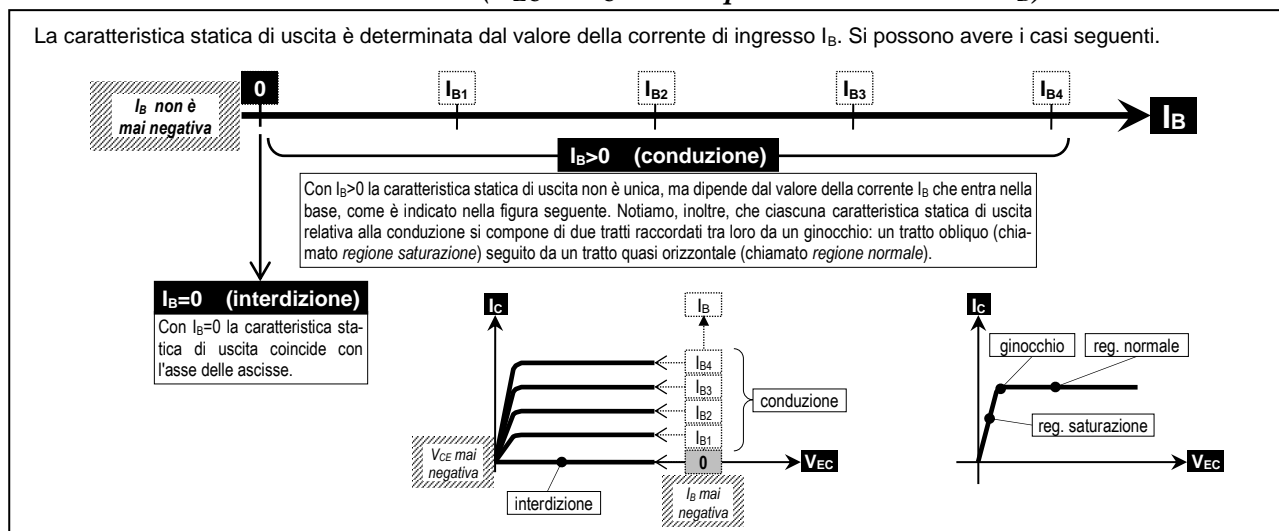 La caratteristica statica di uscita è determinata dal valore della corrente di ingresso IB. Si possono avere i casi seguenti.
IB non è
mai negativa
0
IB1
IB2
IB3
IB4
IB
IB>0 (conduzione)
Con IB>0 la caratteristica statica di uscita non è unica, ma dipende dal valore della corrente IB che entra nella
base, come è indicato nella figura seguente. Notiamo, inoltre, che ciascuna caratteristica statica di uscita
relativa alla conduzione si compone di due tratti raccordati tra loro da un ginocchio: un tratto obliquo (chia-
mato regione saturazione) seguito da un tratto quasi orizzontale (chiamato regione normale).
IB=0 (interdizione)
Con IB=0 la caratteristica sta-
tica di uscita coincide con
l'asse delle ascisse.
IC
IB
IB4
IB3
IB2
IB1
0
conduzione
VCE mai
negativa
interdizione
IB mai
negativa
VEC
IC
ginocchio
reg. normale
reg. saturazione
VEC